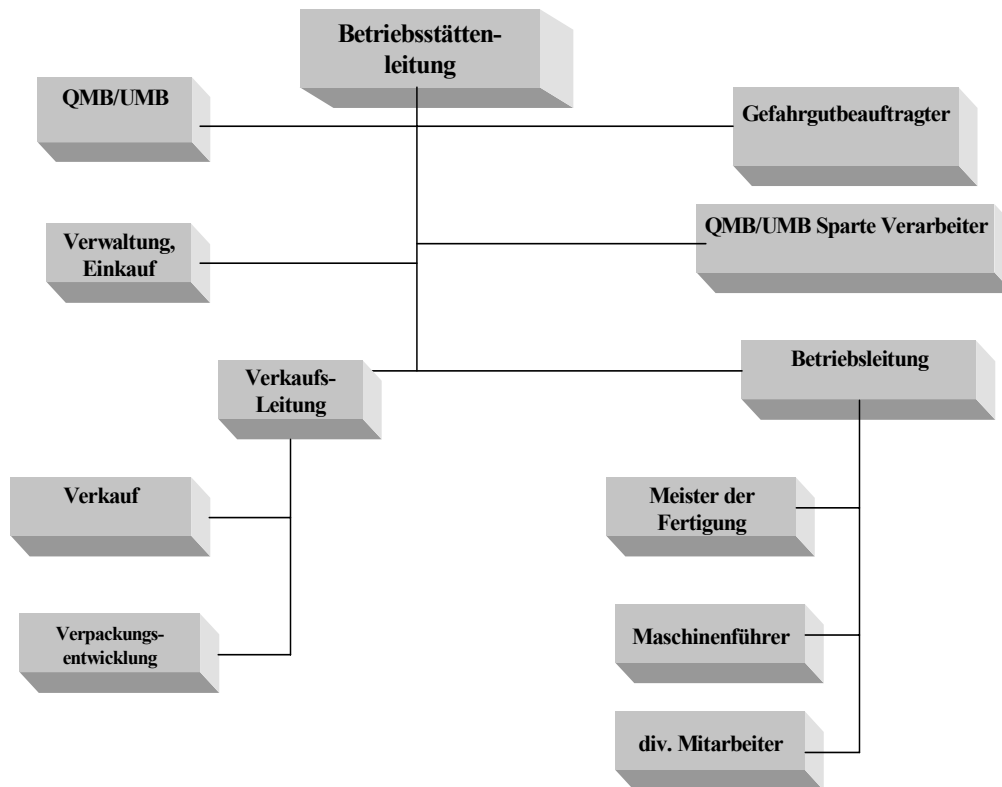 Betriebsstätten-
leitung
QMB/UMB
Gefahrgutbeauftragter
Verwaltung,
Einkauf
QMB/UMB Sparte Verarbeiter
Verkaufs-
Leitung
Betriebsleitung
Verkauf
Meister der
Fertigung
Verpackungs-
entwicklung
Maschinenführer
div. Mitarbeiter